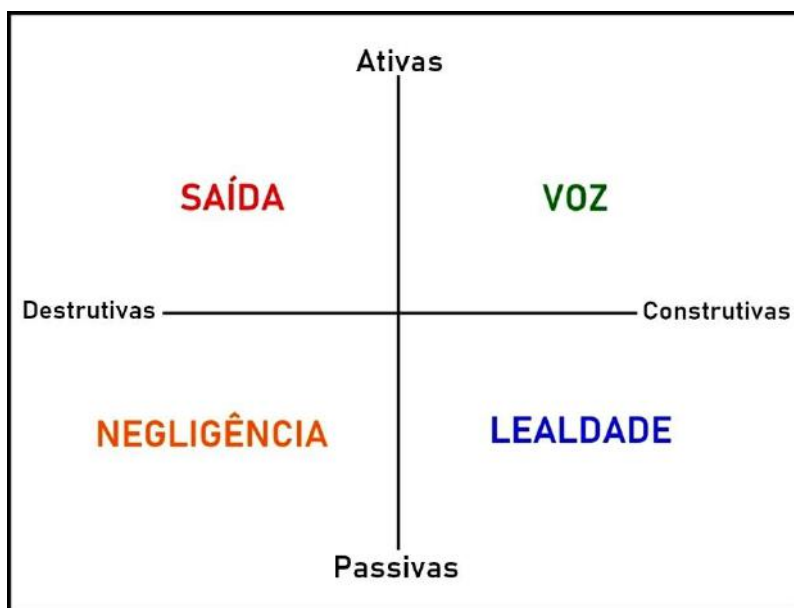 Ativas
SAÍDA
VOZ
Destrutivas
Construtivas
NEGLIGÊNCIA
LEALDADE
Passivas